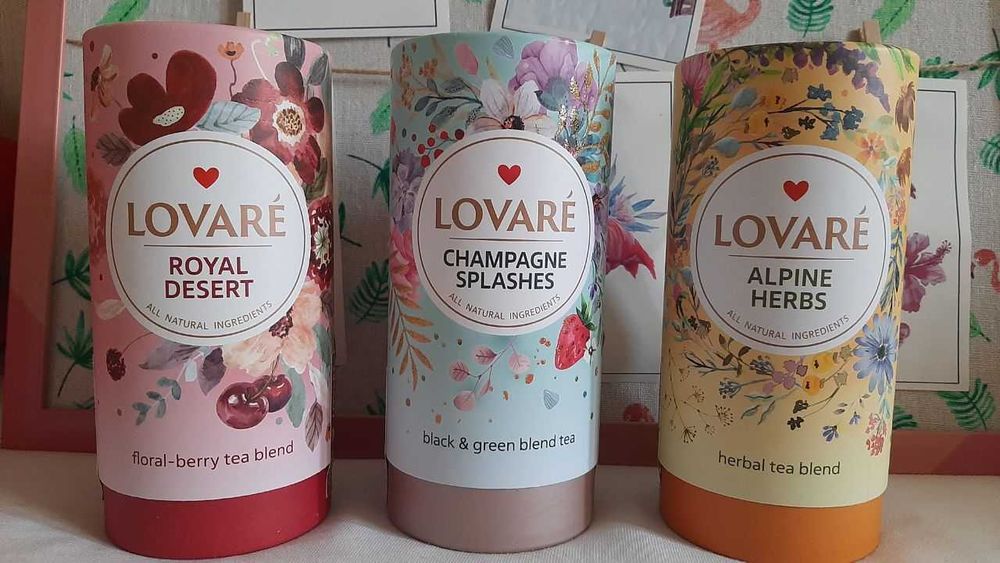 LOVARÉ
ROYAL
DESERT
ALL NATURAL INGREDIENTS
floral-berry tea blend
LOVARÉ
CHAMPAGNE
SPLASHES
ALL NATURAL INGREDIENTS
black & green blend tea
LOVARÉ
ALPINE
HERBS
ALL NATURAL INGREDIENTS
herbal tea blend